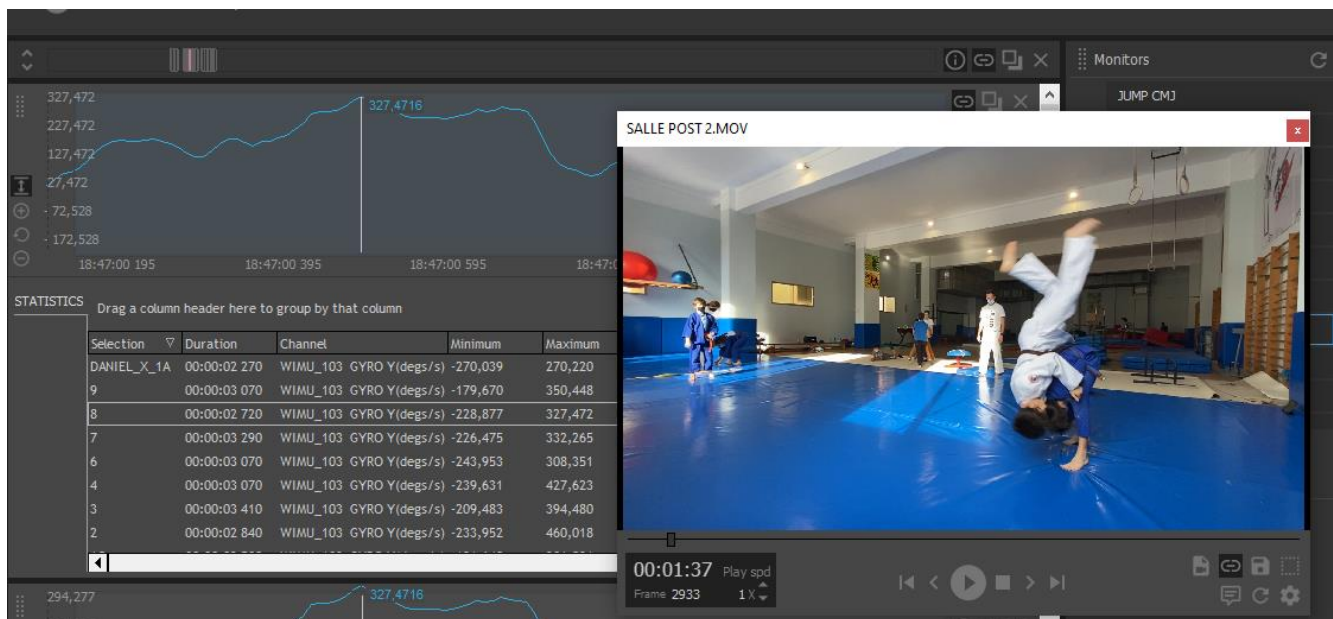 Monitors
JUMP CMJ
327,472
327,4716
227,472
127,472
27,472
- 72,528
- 172,528
18:47:00 195
18:47:00 395
18:47:00 595
SALLE POST 2.MOV
x
STATISTICS
Drag a column header here to group by that column
Selection Duration Channel Minimum Maximum
DANIEL_X_1A 00:00:02 270 WIMU_103 GYRO Y(degs/s) -270,039 270,220
9 00:00:03 070 WIMU_103 GYRO Y(degs/s) -179,670 350,448
8 00:00:02 720 WIMU_103 GYRO Y(degs/s) -228,877 327,472
7 00:00:03 290 WIMU_103 GYRO Y(degs/s) -226,475 332,265
6 00:00:03 070 WIMU_103 GYRO Y(degs/s) -243,953 308,351
4 00:00:03 070 WIMU_103 GYRO Y(degs/s) -239,631 427,623
3 00:00:03 410 WIMU_103 GYRO Y(degs/s) -209,483 394,480
2 00:00:02 840 WIMU_103 GYRO Y(degs/s) -233,952 460,018
294,277
327,4716
00:01:37 Play spd
Frame 2933 1 X